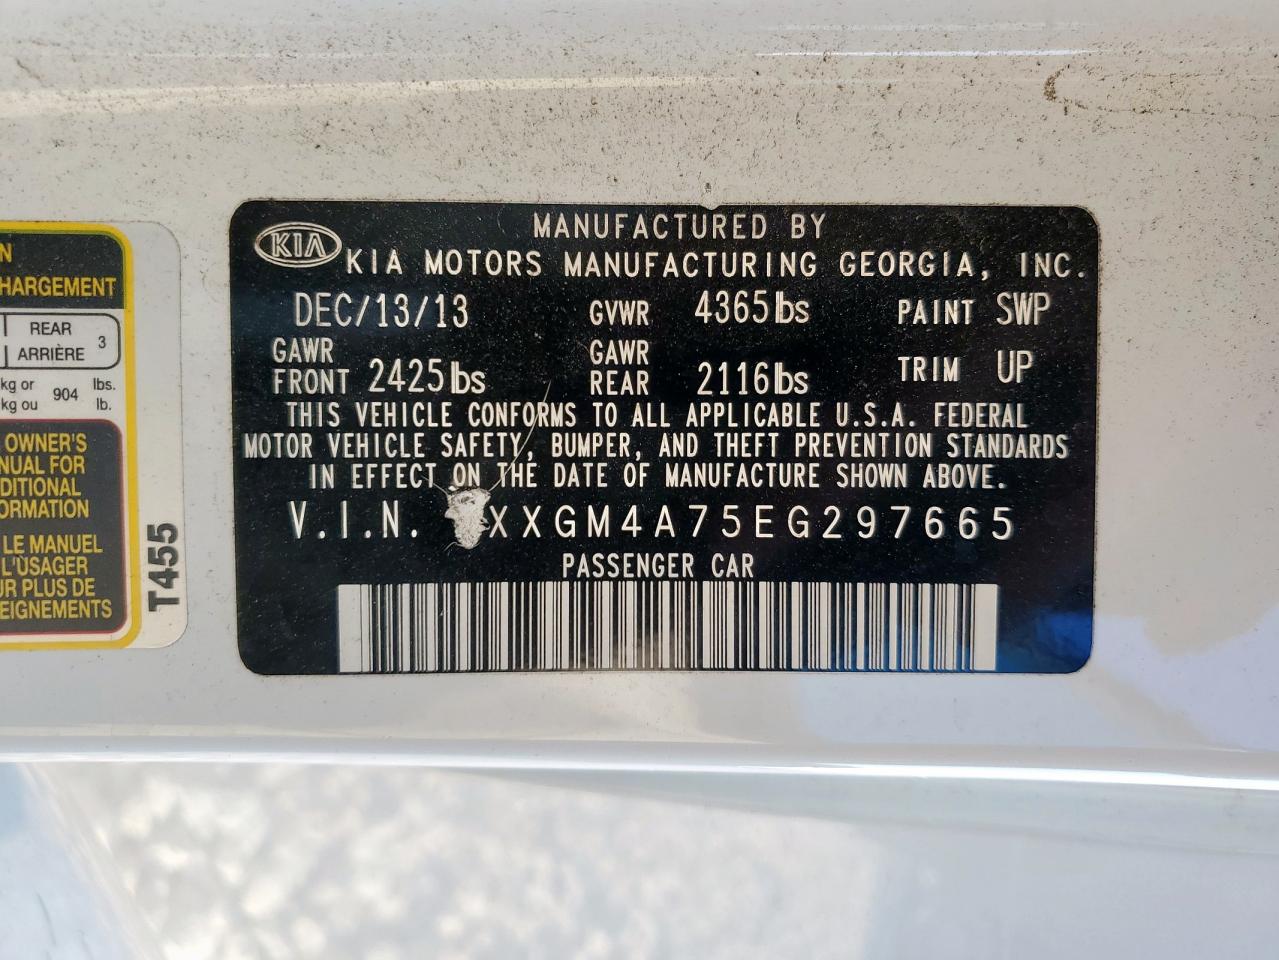 N
HARGEMENT
REAR
ARRIÈRE 3
kg or 904 lbs.
kg ou lb.
OWNER'S
NUAL FOR
DDITIONAL
FORMATION
LE MANUEL
L'USAGER
UR PLUS DE
EIGNEMENTS
T455
KIA
MANUFACTURED BY
KIA MOTORS MANUFACTURING GEORGIA, INC.
DEC/13/13 GVWR 4365lbs PAINT SWP
GAWR FRONT 2425lbs GAWR REAR 2116lbs TRIM UP
THIS VEHICLE CONFORMS TO ALL APPLICABLE U.S.A. FEDERAL
MOTOR VEHICLE SAFETY, BUMPER, AND THEFT PREVENTION STANDARDS
IN EFFECT ON THE DATE OF MANUFACTURE SHOWN ABOVE.
V.I.N. XXGM4A75EG297665
PASSENGER CAR